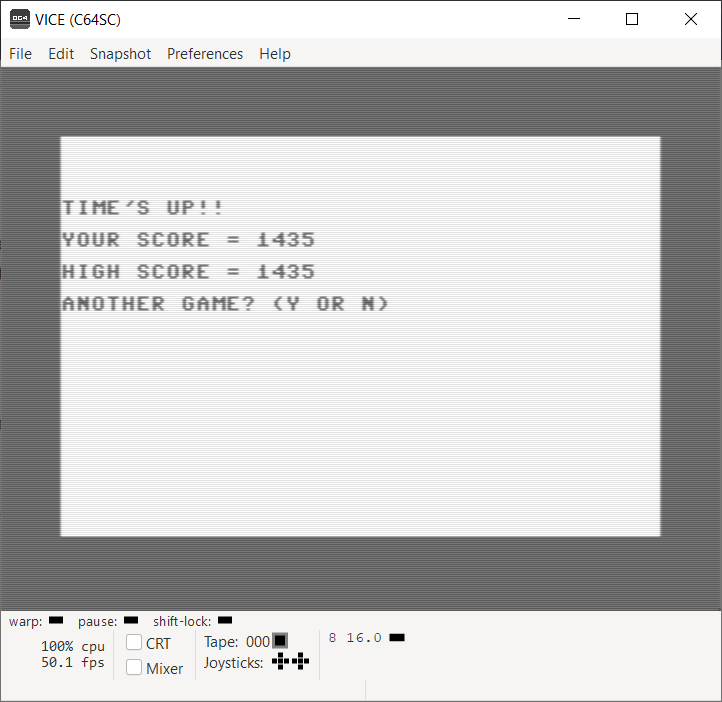 VICE (C64SC)
File Edit Snapshot Preferences Help
TIME'S UP!!
YOUR SCORE = 1435
HIGH SCORE = 1435
ANOTHER GAME? (Y OR N)
warp: pause: shift-lock:
100% cpu
50.1 fps
CRT
Mixer
Tape: 000
Joysticks:
8 16.0